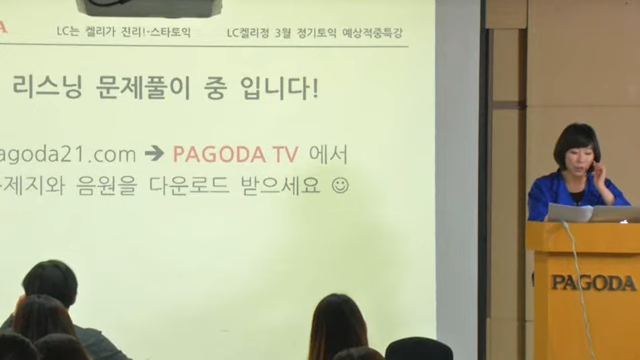 LC는 켈리가 진리!-스타토익 LC켈리정 3월 정기토익 예상적중특강
리스닝 문제풀이 중 입니다!
agoda21.com ➔ PAGODA TV 에서
제지와 음원을 다운로드 받으세요 ☺
PAGODA